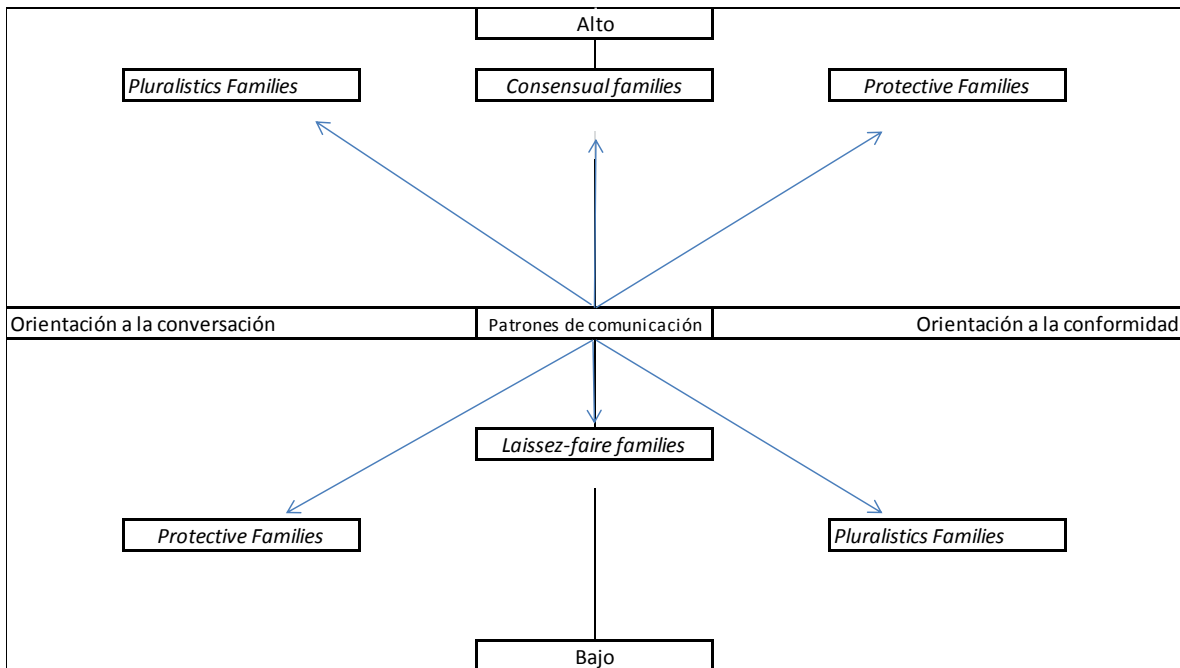 Alto
Pluralistics Families
Consensual families
Protective Families
Orientación a la conversación
Patrones de comunicación
Orientación a la conformidad
Laissez-faire families
Protective Families
Pluralistics Families
Bajo